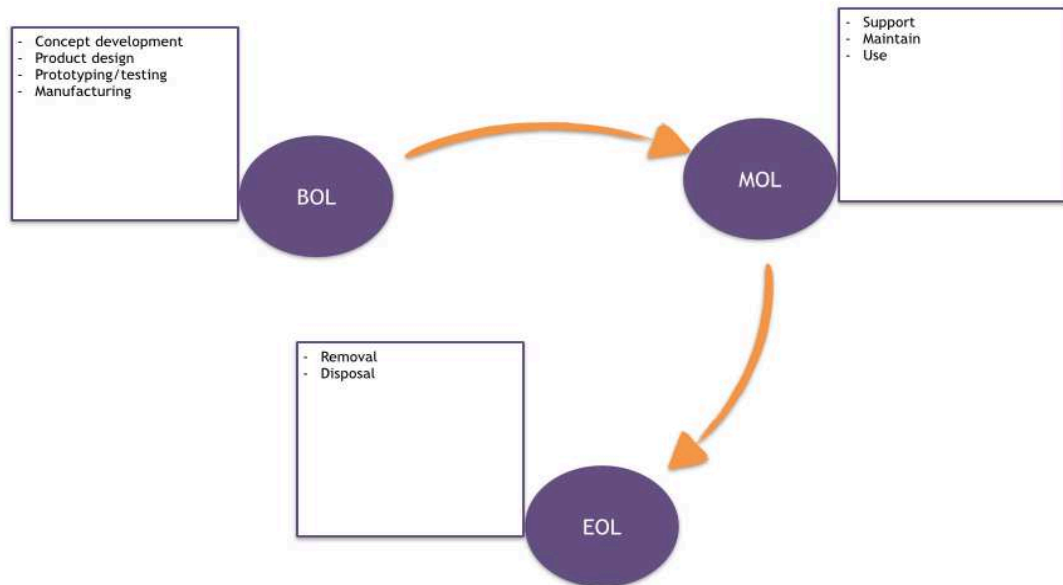 - Concept development
- Product design
- Prototyping/testing
- Manufacturing
BOL
- Support
- Maintain
- Use
MOL
- Removal
- Disposal
EOL